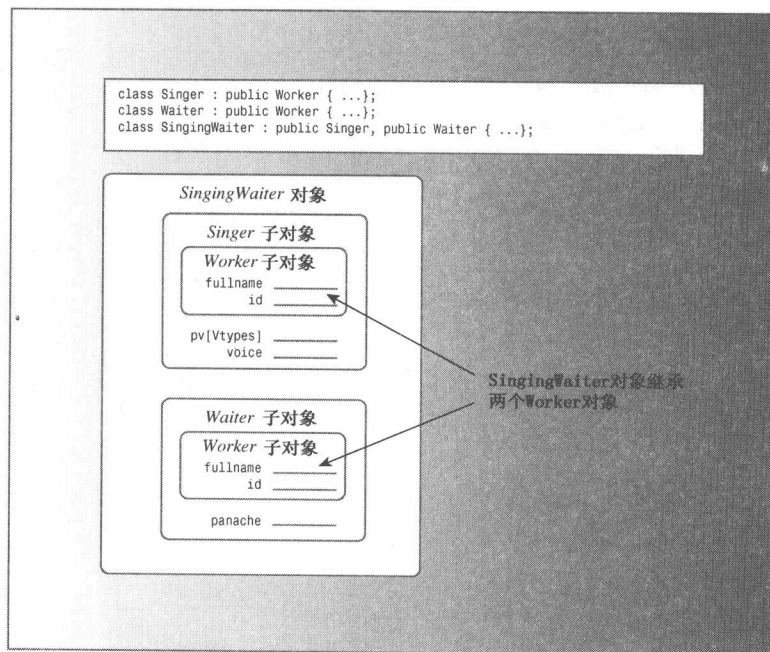 class Singer : public Worker { ...};
class Waiter : public Worker { ...};
class SingingWaiter : public Singer, public Waiter { ...};
SingingWaiter 对象
Singer 子对象
Worker 子对象
fullname
id
pv[Vtypes]
voice
SingingWaiter对象继承
两个Worker对象
Waiter 子对象
Worker 子对象
fullname
id
panache